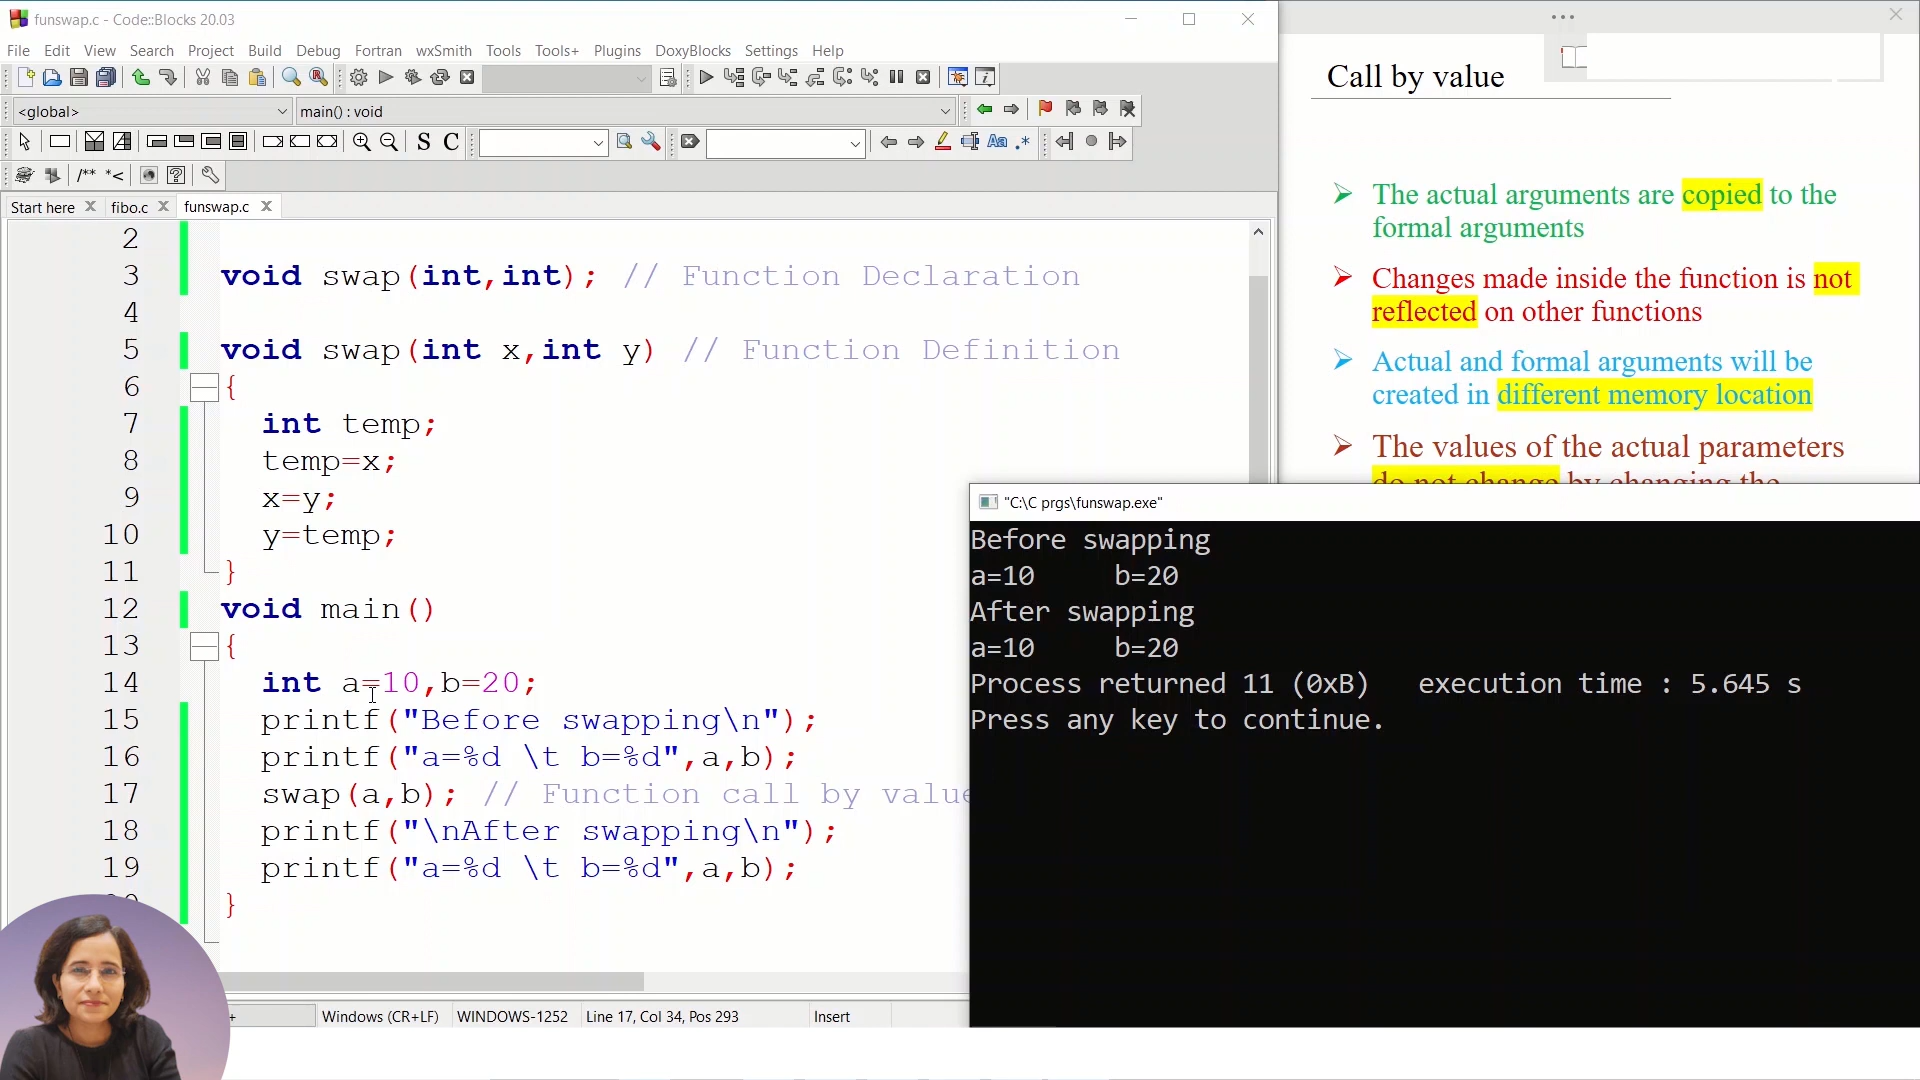 funswap.c - Code::Blocks 20.03
File Edit View Search Project Build Debug Fortran wxSmith Tools Tools+ Plugins DoxyBlocks Settings Help
<global> main() : void
S C
Aa .*
/** *<
Start here fibo.c funswap.c
2
3 void swap(int,int); // Function Declaration
4
5 void swap(int x,int y) // Function Definition
6 {
7 int temp;
8 temp=x;
9 x=y;
10 y=temp;
11 }
12 void main()
13 {
14 int a=10,b=20;
15 printf("Before swapping\n");
16 printf("a=%d \t b=%d",a,b);
17 swap(a,b); // Function call by value
18 printf("\nAfter swapping\n");
19 printf("a=%d \t b=%d",a,b);
}
Windows (CR+LF) WINDOWS-1252 Line 17, Col 34, Pos 293 Insert
Call by value
The actual arguments are copied to the
formal arguments
Changes made inside the function is not
reflected on other functions
Actual and formal arguments will be
created in different memory location
The values of the actual parameters
do not change by changing the
"C:\C prgs\funswap.exe"
Before swapping
a=10 b=20
After swapping
a=10 b=20
Process returned 11 (0xB) execution time : 5.645 s
Press any key to continue.